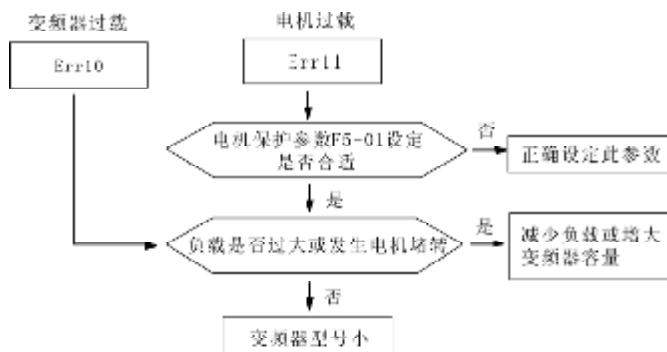 变频器过载
电机过载
Err10
Err11
电机保护参数F5-01设定
是否合适
否
正确设定此参数
是
负载是否过大或发生电机堵转
是
减少负载或增大
变频器容量
否
变频器型号小